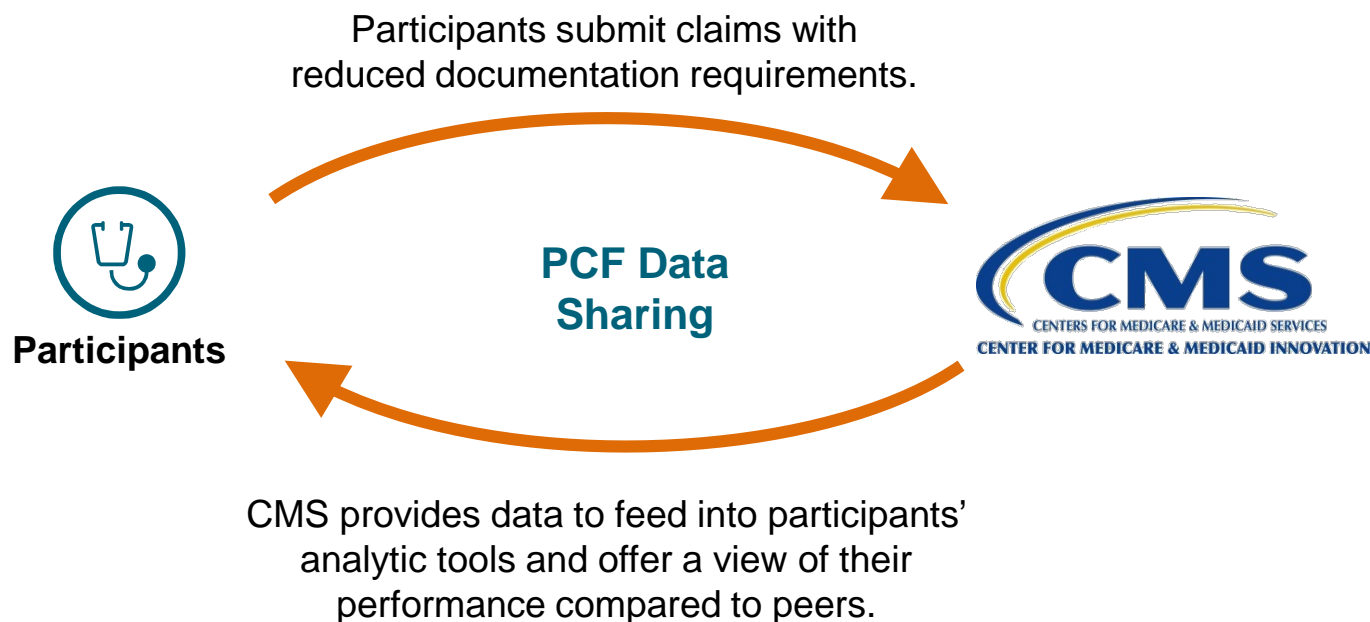 Participants submit claims with
reduced documentation requirements.
PCF Data
Sharing
Participants
CMS
CENTERS FOR MEDICARE & MEDICAID SERVICES
CENTER FOR MEDICARE & MEDICAID INNOVATION
CMS provides data to feed into participants’
analytic tools and offer a view of their
performance compared to peers.